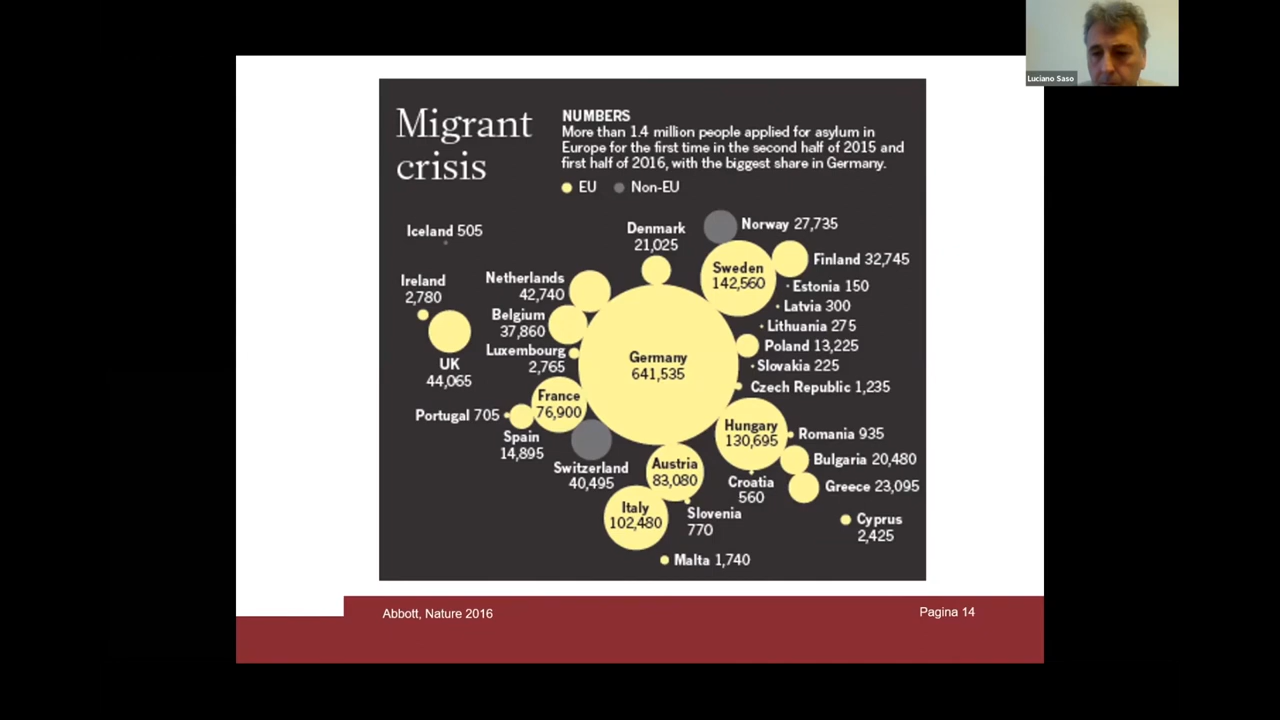 Luciano Saso
Migrant
crisis
NUMBERS
More than 1.4 million people applied for asylum in
Europe for the first time in the second half of 2015 and
first half of 2016, with the biggest share in Germany.
EU
Non-EU
Iceland 505
Denmark
21,025
Norway 27,735
Sweden
142,560
Finland 32,745
Ireland
2,780
Netherlands
42,740
Estonia 150
Latvia 300
Belgium
37,860
Lithuania 275
UK
44,065
Luxembourg
2,765
Germany
641,535
Poland 13,225
Slovakia 225
Czech Republic 1,235
France
76,900
Portugal 705
Spain
14,895
Switzerland
40,495
Hungary
130,695
Romania 935
Bulgaria 20,480
Austria
83,080
Croatia
560
Greece 23,095
Italy
102,480
Slovenia
770
Cyprus
2,425
Malta 1,740
Abbott, Nature 2016
Pagina 14